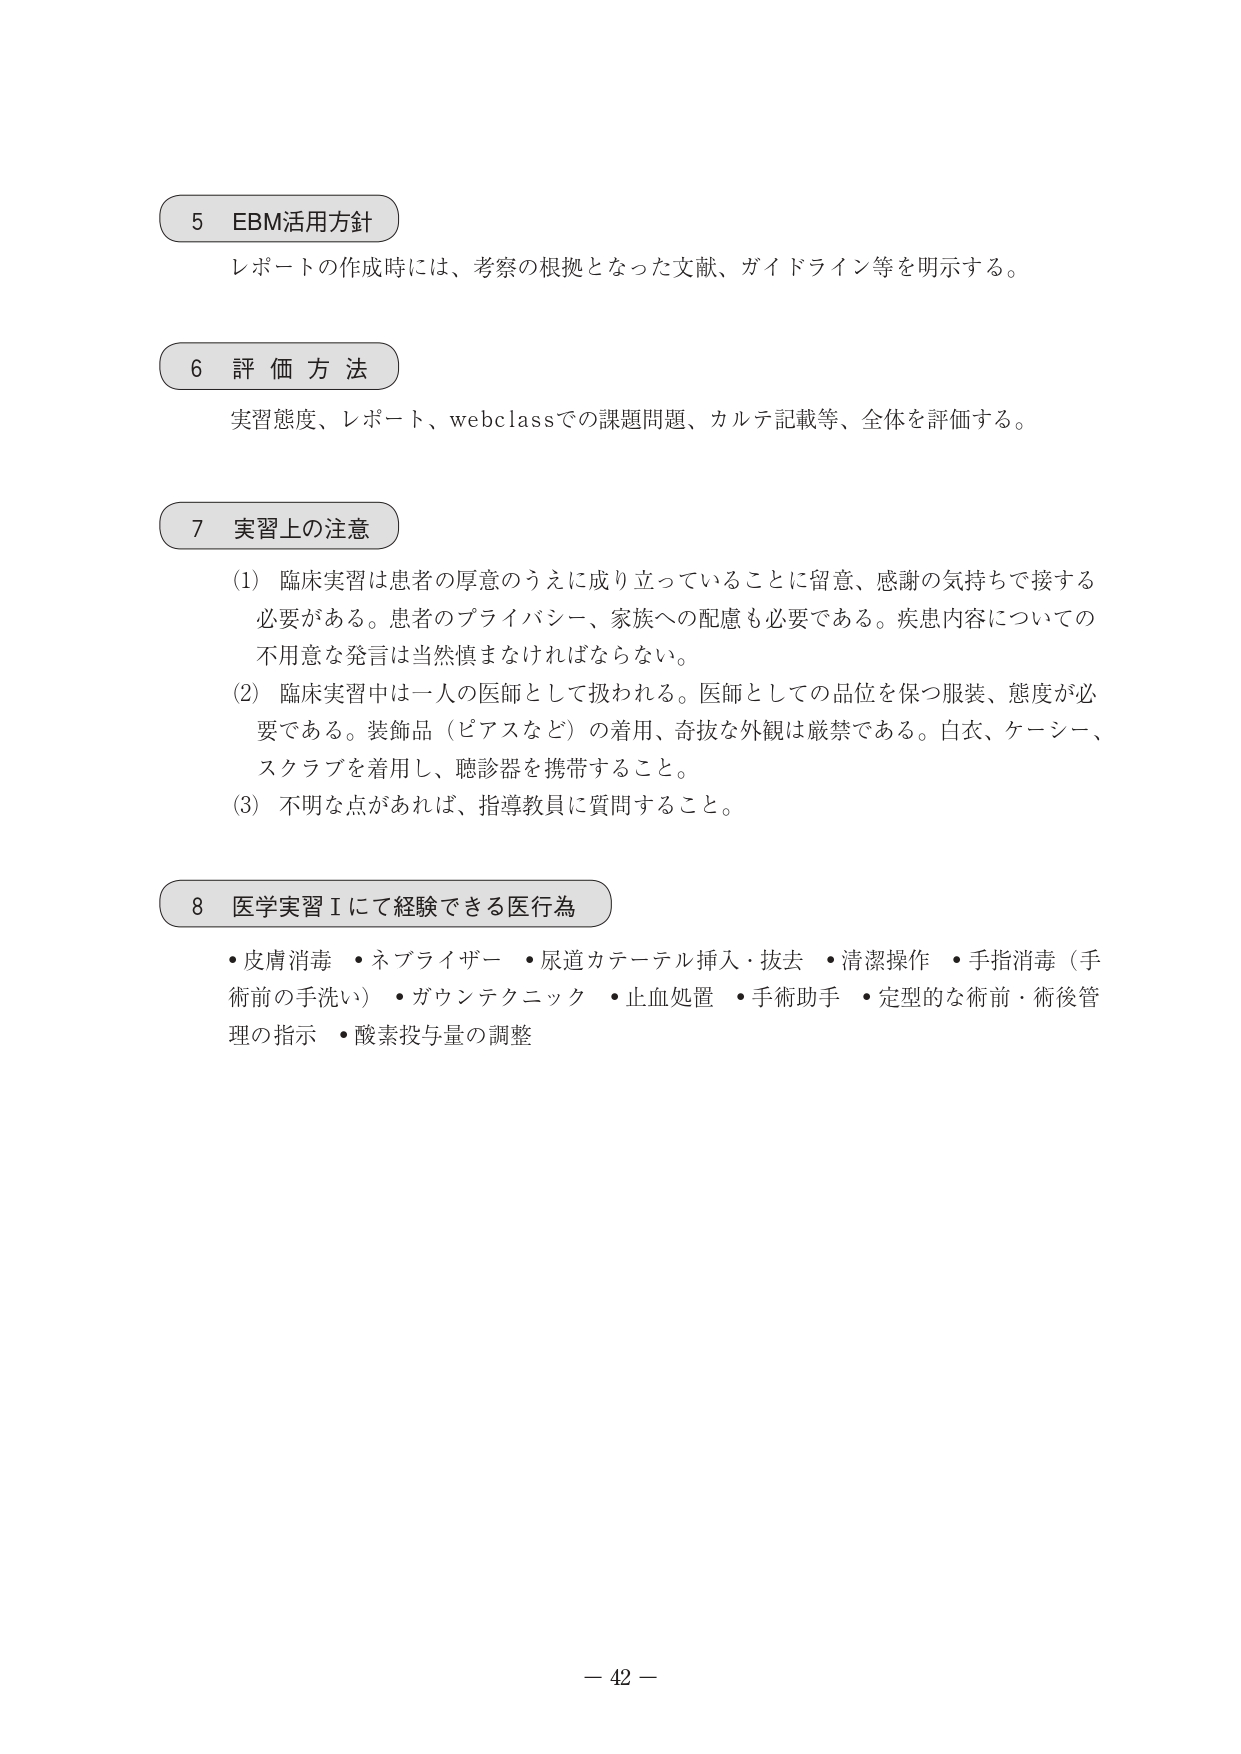 5 EBM活用方針
レポートの作成時には、考察の根拠となった文献、ガイドライン等を明示する。
6 評価方法
実習態度、レポート、webclassでの課題問題、カルテ記載等、全体を評価する。
7 実習上の注意
(1) 臨床実習は患者の厚意のうえに成り立っていることに留意、感謝の気持ちで接する
必要がある。患者のプライバシー、家族への配慮も必要である。疾患内容についての
不用意な発言は当然慎まなければならない。
(2) 臨床実習中は一人の医師として扱われる。医師としての品位を保つ服装、態度が必
要である。装飾品（ピアスなど）の着用、奇抜な外観は厳禁である。白衣、ケーシー、
スクラブを着用し、聴診器を携帯すること。
(3) 不明な点があれば、指導教員に質問すること。
8 医学実習Ⅰにて経験できる医行為
•皮膚消毒 •ネブライザー •尿道カテーテル挿入・抜去 •清潔操作 •手指消毒（手
術前の手洗い） •ガウンテクニック •止血処置 •手術助手 •定型的な術前・術後管
理の指示 •酸素投与量の調整
― 42 ―